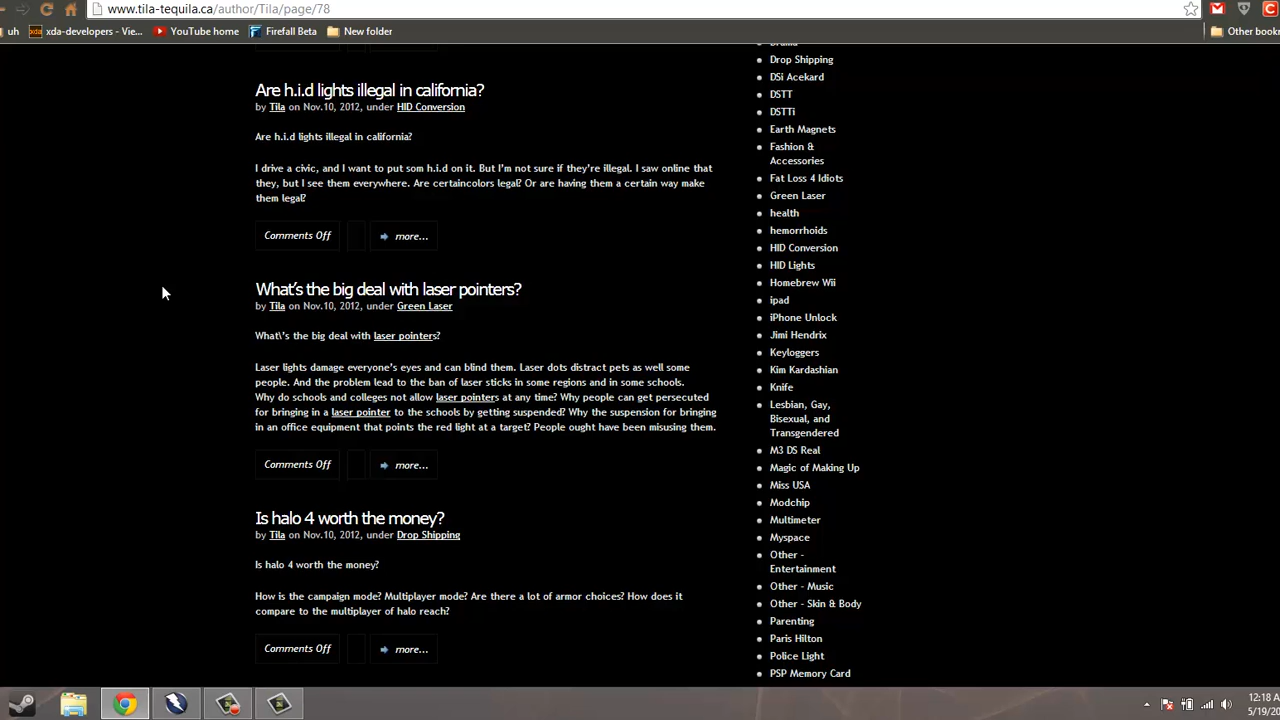 www.tila-tequila.ca/author/Tila/page/78
uh
xda-developers - Vie...
YouTube home
Firefall Beta
New folder
Other book
Are h.i.d lights illegal in california?
by Tila on Nov.10, 2012, under HID Conversion
Are h.i.d lights illegal in california?
I drive a civic, and I want to put som h.i.d on it. But I'm not sure if they're illegal. I saw online that
they, but I see them everywhere. Are certaincolors legal? Or are having them a certain way make
them legal?
Comments Off
more...
What's the big deal with laser pointers?
by Tila on Nov.10, 2012, under Green Laser
What\'s the big deal with laser pointers?
Laser lights damage everyone's eyes and can blind them. Laser dots distract pets as well some
people. And the problem lead to the ban of laser sticks in some regions and in some schools.
Why do schools and colleges not allow laser pointers at any time? Why people can get persecuted
for bringing in a laser pointer to the schools by getting suspended? Why the suspension for bringing
in an office equipment that points the red light at a target? People ought have been misusing them.
Comments Off
more...
Is halo 4 worth the money?
by Tila on Nov.10, 2012, under Drop Shipping
Is halo 4 worth the money?
How is the campaign mode? Multiplayer mode? Are there a lot of armor choices? How does it
compare to the multiplayer of halo reach?
Comments Off
more...
Drama
Drop Shipping
DSi Acekard
DSTT
DSTTi
Earth Magnets
Fashion &
Accessories
Fat Loss 4 Idiots
Green Laser
health
hemorrhoids
HID Conversion
HID Lights
Homebrew Wii
ipad
iPhone Unlock
Jimi Hendrix
Keyloggers
Kim Kardashian
Knife
Lesbian, Gay,
Bisexual, and
Transgendered
M3 DS Real
Magic of Making Up
Miss USA
Modchip
Multimeter
Myspace
Other -
Entertainment
Other - Music
Other - Skin & Body
Parenting
Paris Hilton
Police Light
PSP Memory Card
12:18 A
5/19/20